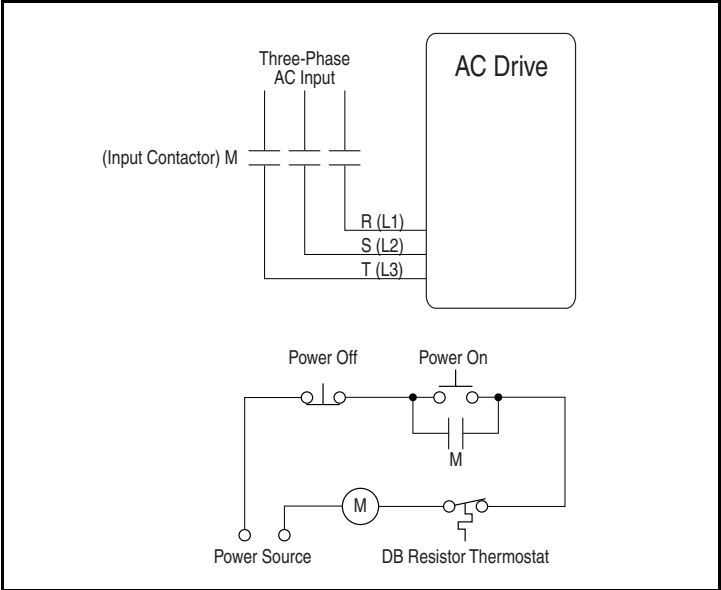 Three-Phase
AC Input
AC Drive
(Input Contactor) M
R (L1)
S (L2)
T (L3)
Power Off
Power On
M
M
Power Source
DB Resistor Thermostat